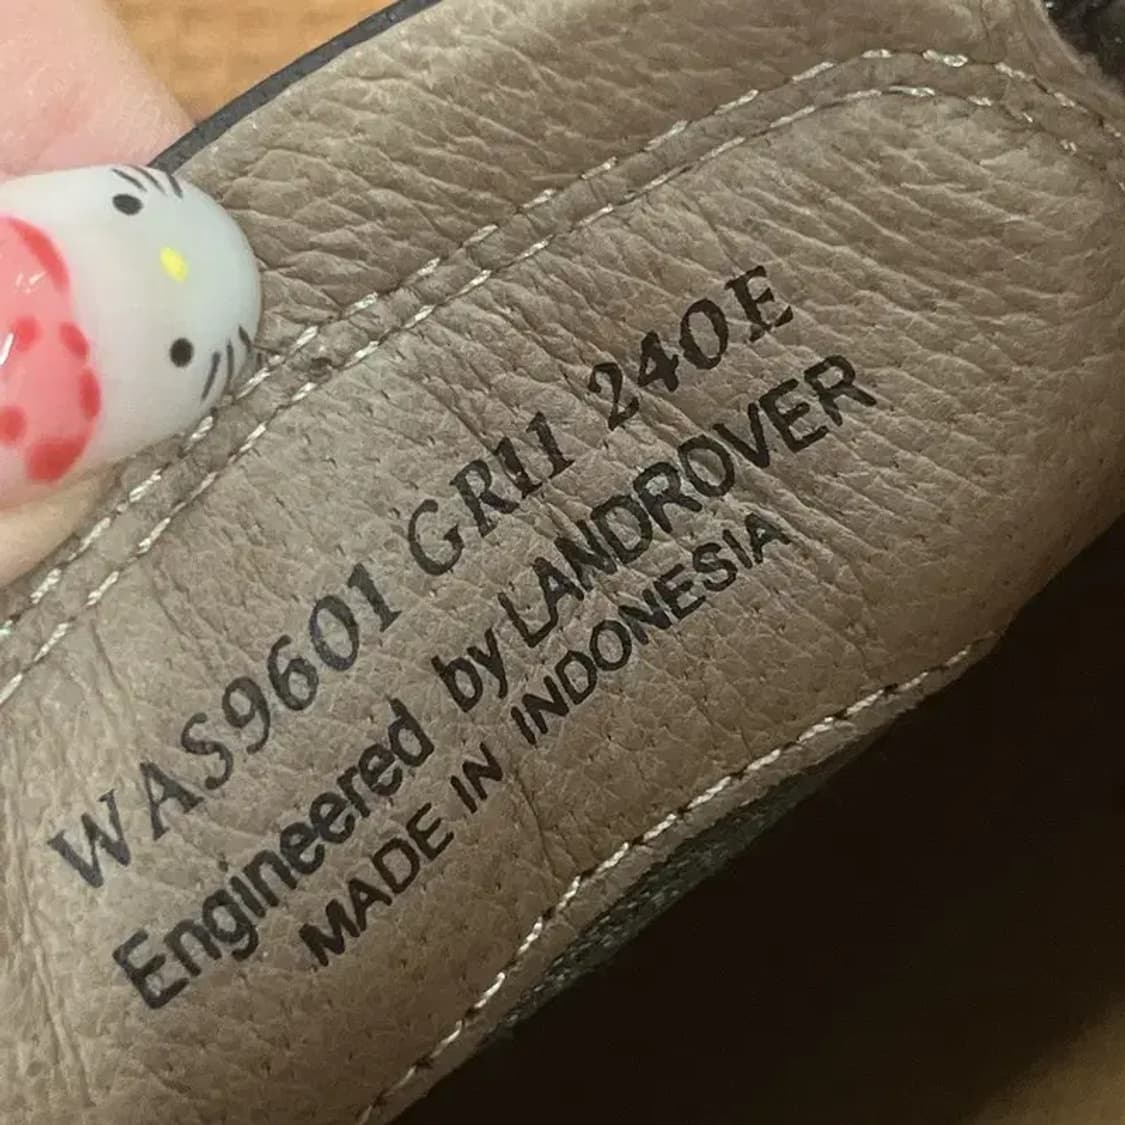 WAS9601 GR11 240E
Engineered by LANDROVER
MADE IN INDONESIA